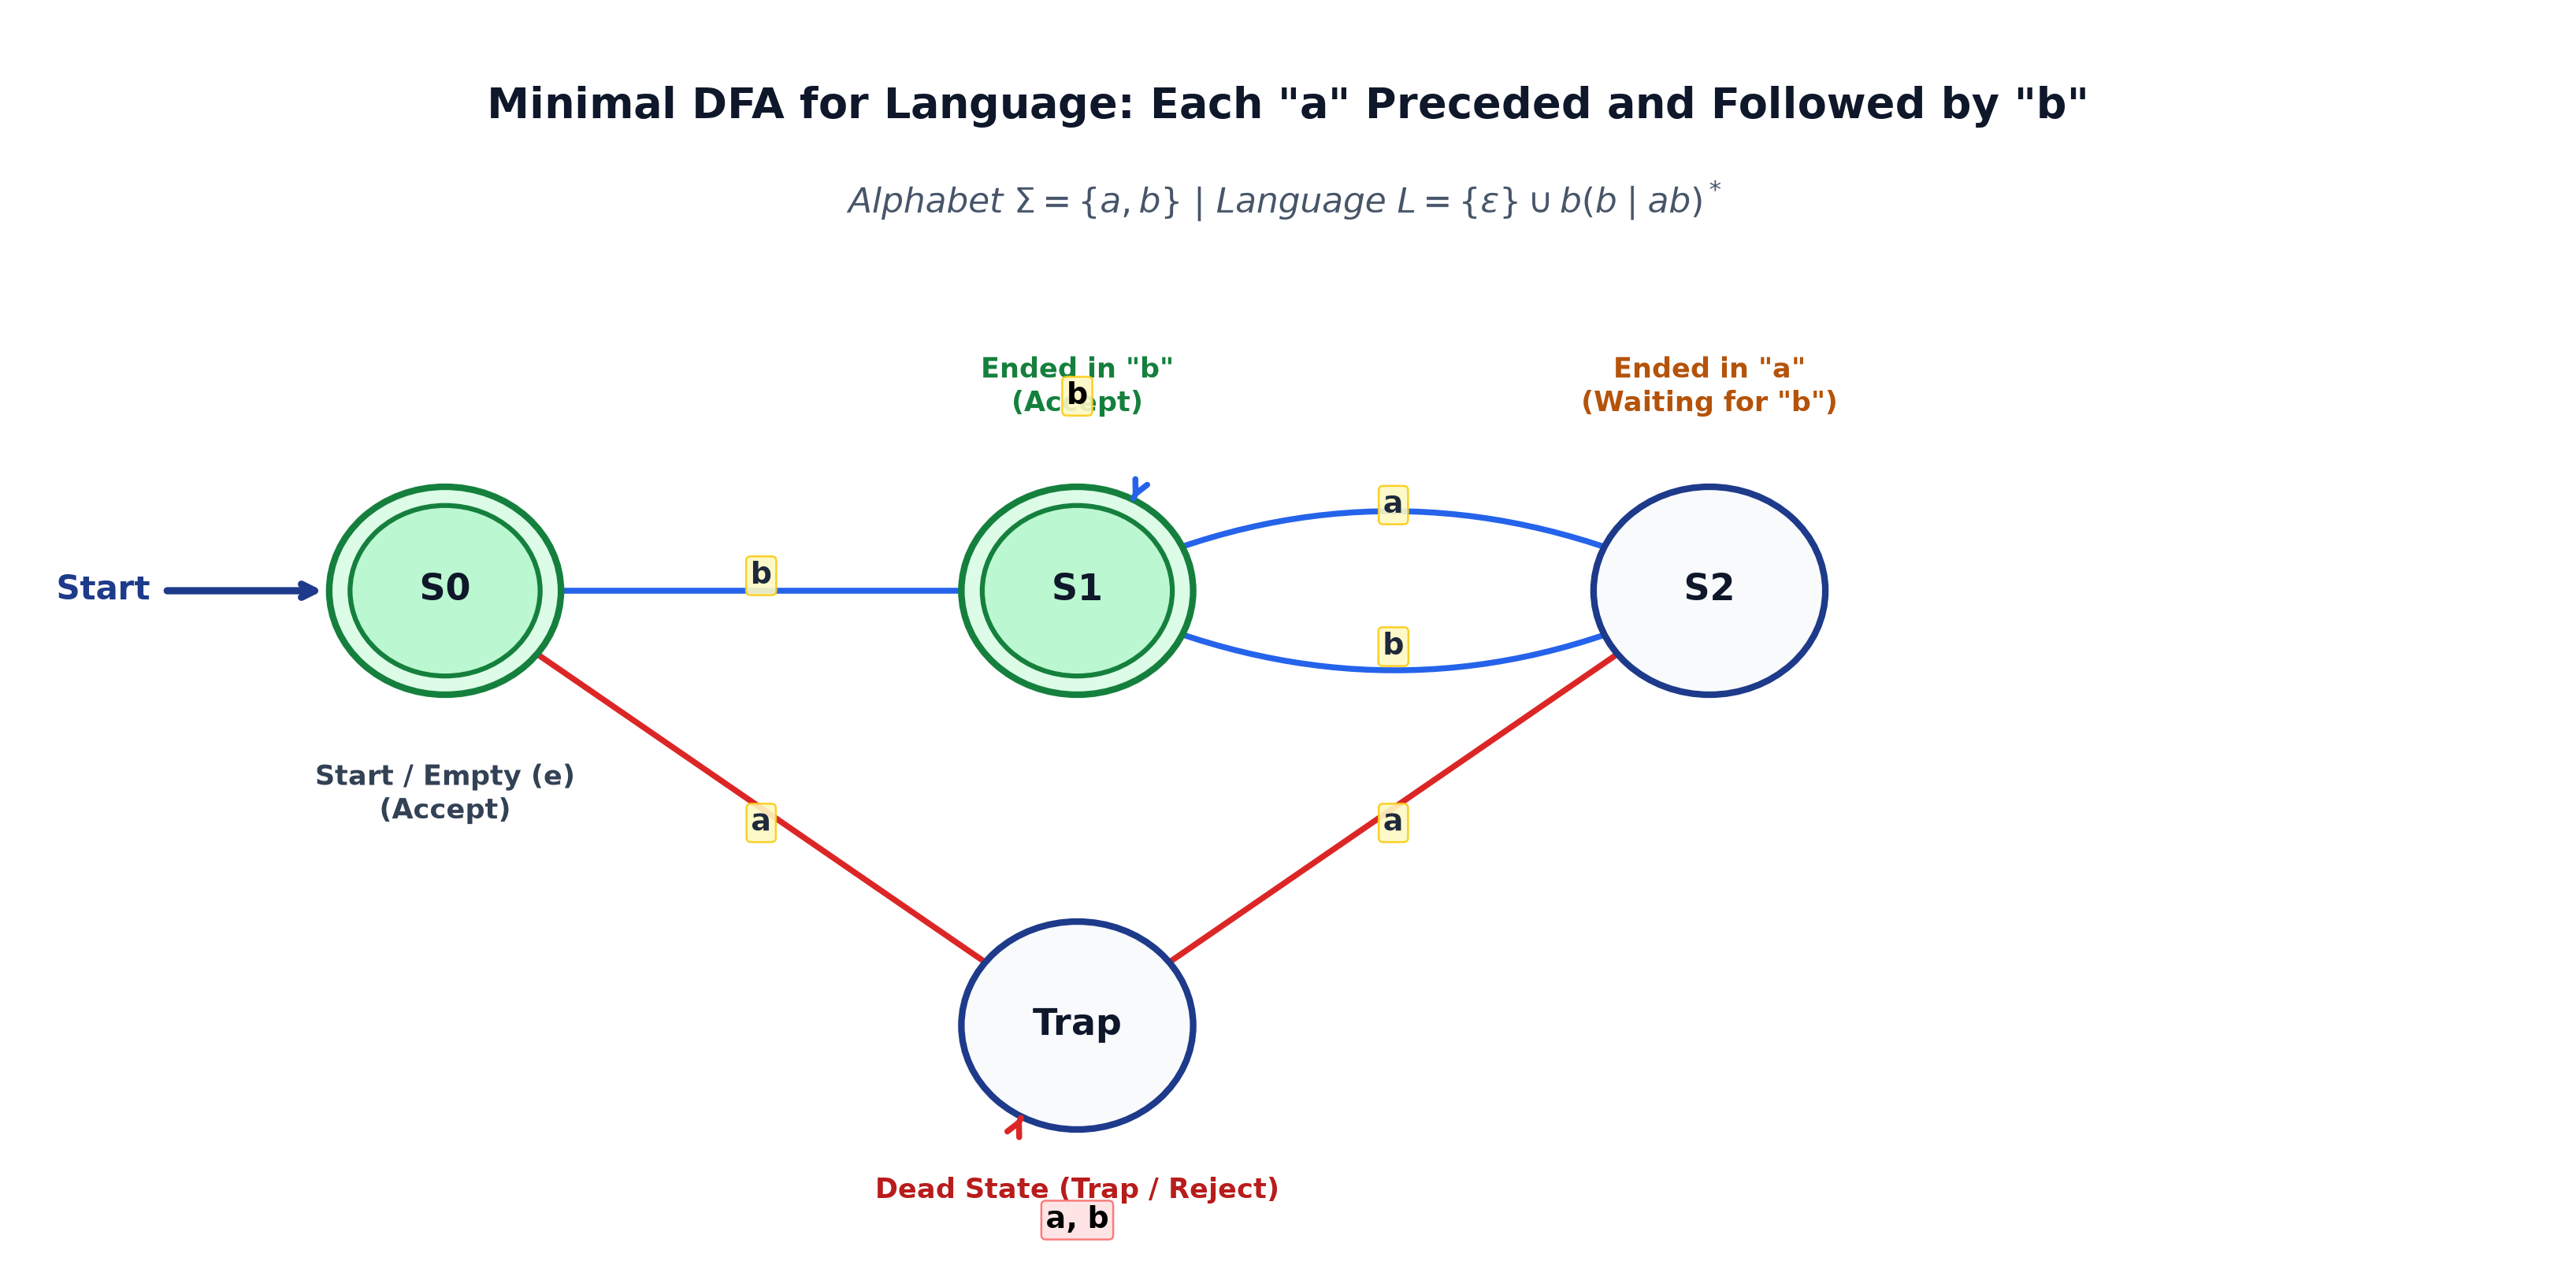 Minimal DFA for Language: Each "a" Preceded and Followed by "b"
Alphabet Σ = {a, b} | Language L = {ε} ∪ b(b | ab)*
Ended in "b"
(Accept)
b
Ended in "a"
(Waiting for "b")
Start
S0
b
S1
a
b
S2
Start / Empty (e)
(Accept)
a
a
Trap
Dead State (Trap / Reject)
a, b